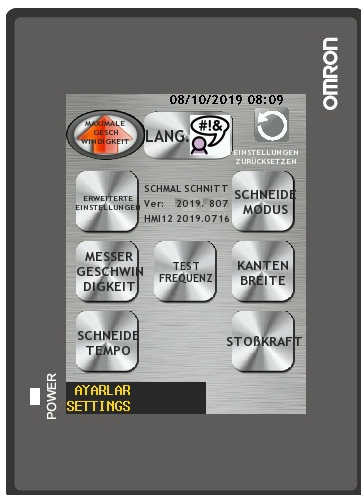 08/10/2019 08:09
OMRON
MAXIMALE
GESCH
WINDIGKEIT
LANG.
#!&
EINSTELLUNGEN
ZURÜCKSETZEN
ERWEITERTE
EINSTELLUNGEN
SCHMAL SCHNITT
Ver: 2019. 807
HMI12 2019.0716
SCHNEIDE
MODUS
MESSER
GESCHWIN
DIGKEIT
TEST
FREQUENZ
KANTEN
BREITE
SCHNEIDE
TEMPO
STOßKRAFT
AYARLAR
SETTINGS
POWER